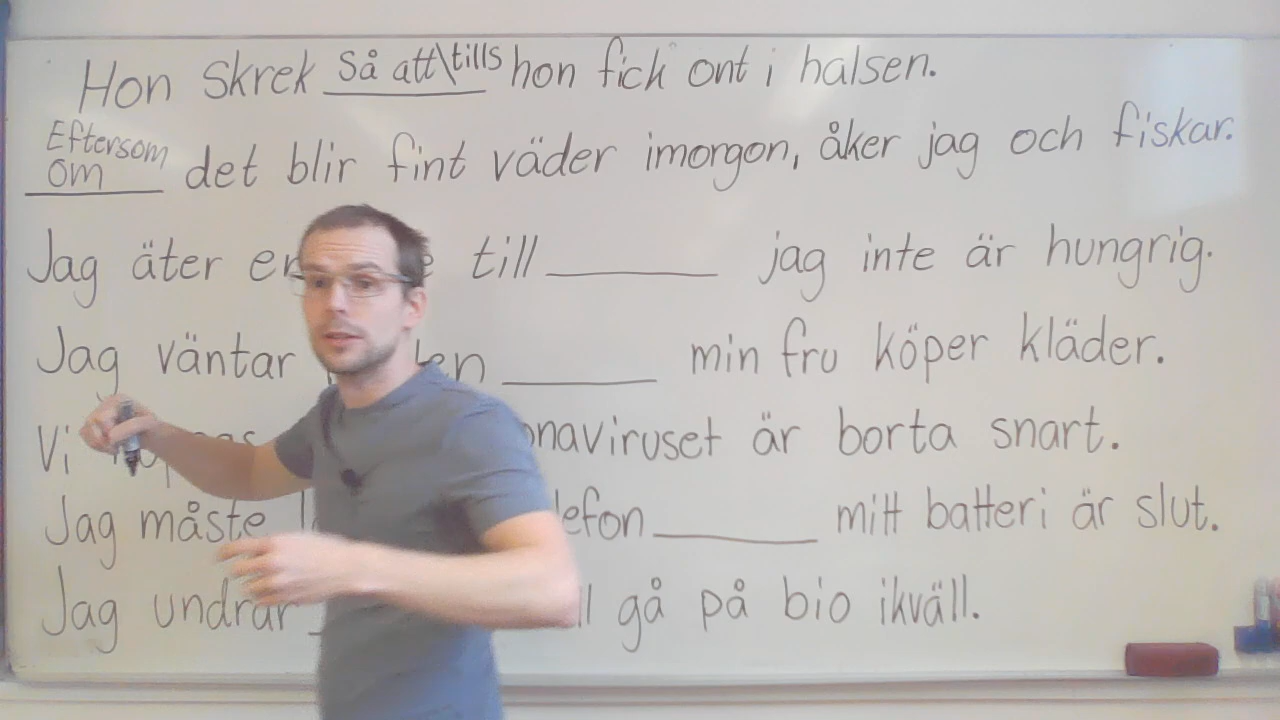 Hon skrek så att\tills hon fick ont i halsen.
Eftersom
om det blir fint väder imorgon, åker jag och fiskar.
Jag äter en till jag inte är hungrig.
Jag väntar min fru köper kläder.
Vi är borta snart.
Jag måste mitt batteri är slut.
Jag undrar gå på bio ikväll.